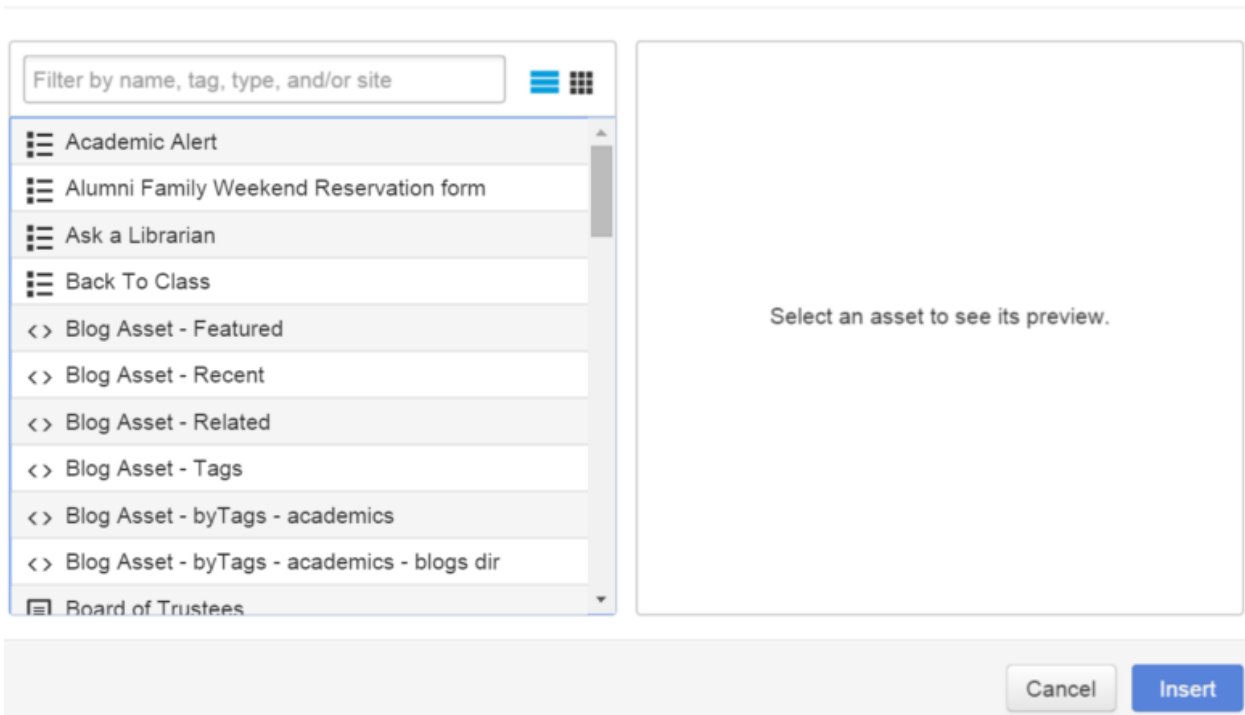 Filter by name, tag, type, and/or site
Academic Alert
Alumni Family Weekend Reservation form
Ask a Librarian
Back To Class
<> Blog Asset - Featured
<> Blog Asset - Recent
<> Blog Asset - Related
<> Blog Asset - Tags
<> Blog Asset - byTags - academics
<> Blog Asset - byTags - academics - blogs dir
Board of Trustees
Select an asset to see its preview.
Cancel
Insert